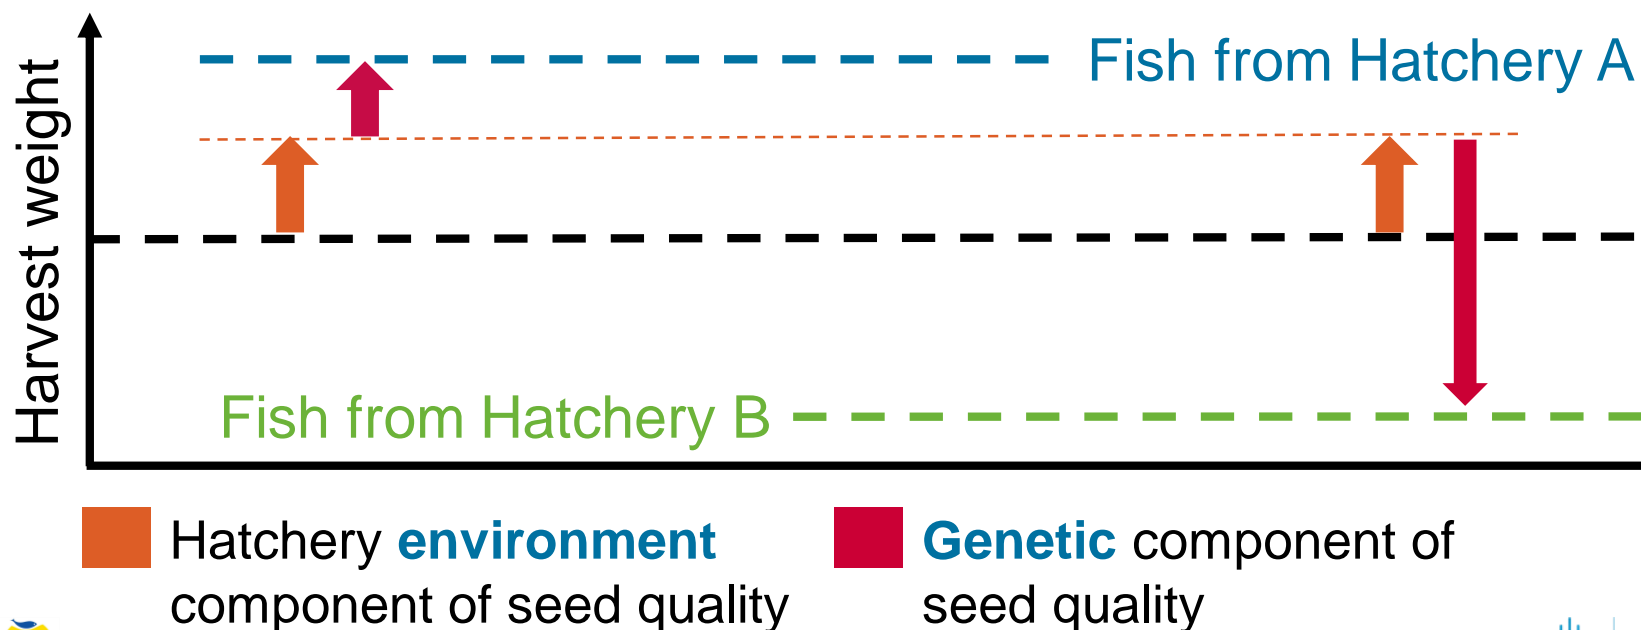 Harvest weight
Fish from Hatchery A
Fish from Hatchery B
Hatchery environment
component of seed quality
Genetic component of
seed quality